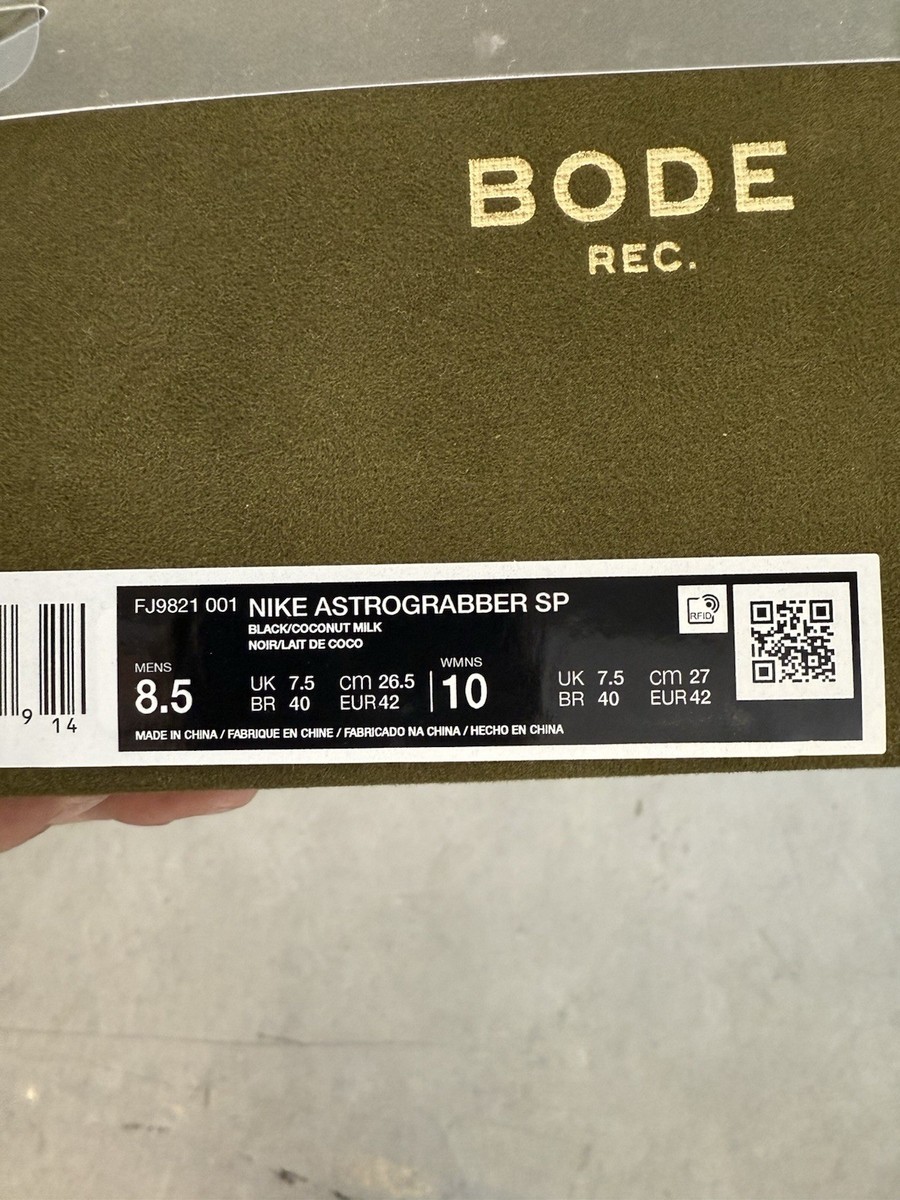 BODE
REC.
FJ9821 001 NIKE ASTROGRABBER SP
BLACK/COCONUT MILK
NOIR/LAIT DE COCO
RFID
MENS
8.5
UK 7.5 cm 26.5
BR 40 EUR 42
WMNS
10
UK 7.5 cm 27
BR 40 EUR 42
MADE IN CHINA / FABRIQUE EN CHINE / FABRICADO NA CHINA / HECHO EN CHINA
9 14